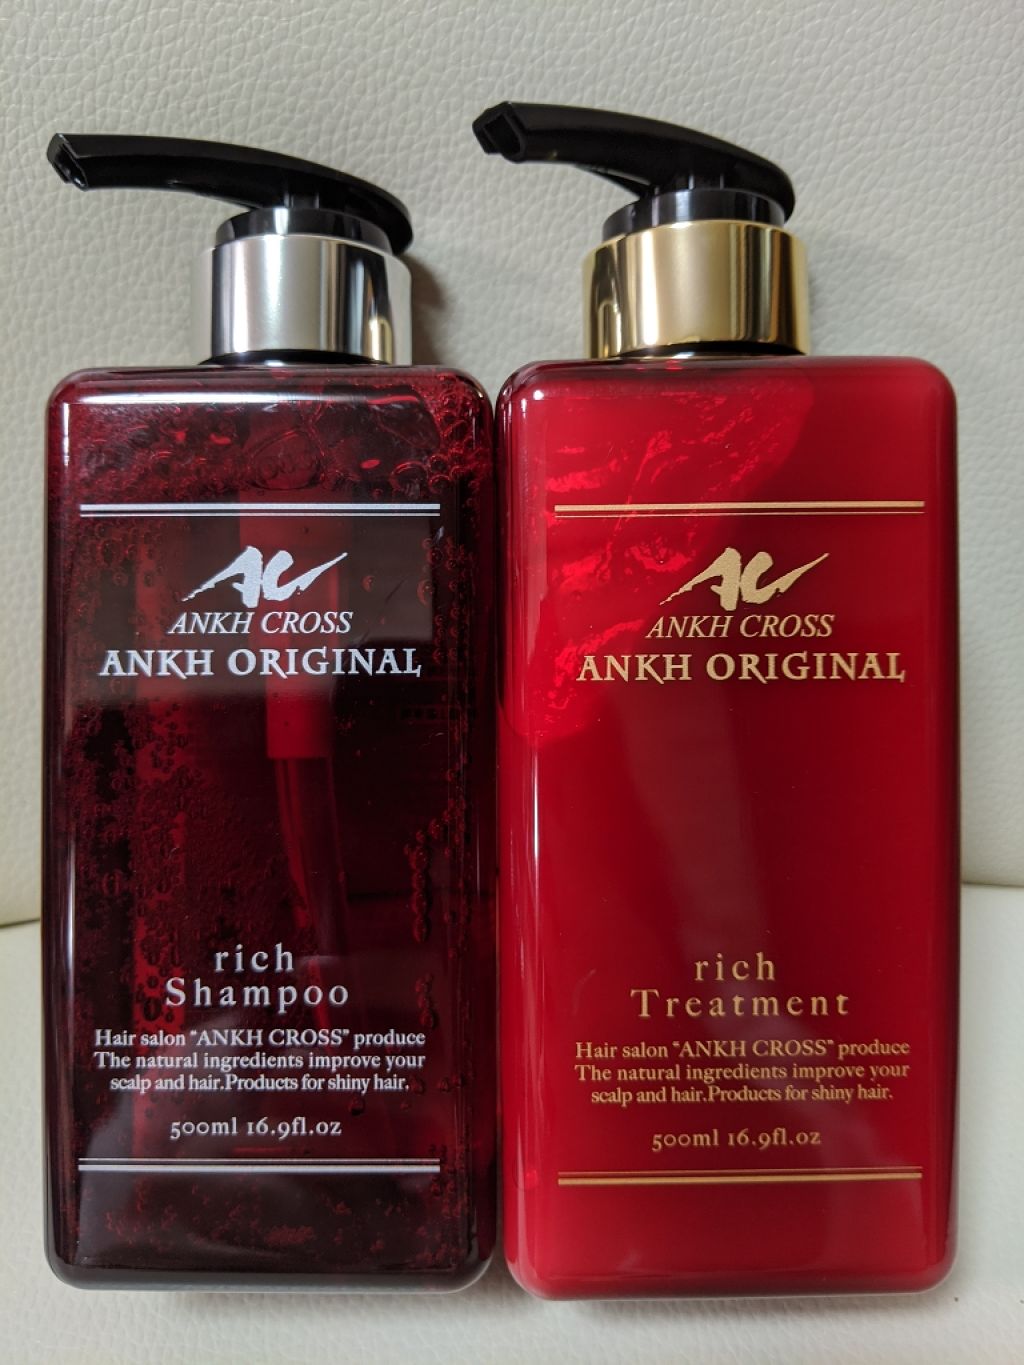 AC
ANKH CROSS
ANKH ORIGINAL
rich
Shampoo
Hair salon "ANKH CROSS" produce
The natural ingredients improve your
scalp and hair.Products for shiny hair.
500ml 16.9fl.oz
AC
ANKH CROSS
ANKH ORIGINAL
rich
Treatment
Hair salon "ANKH CROSS" produce
The natural ingredients improve your
scalp and hair.Products for shiny hair.
500ml 16.9fl.oz